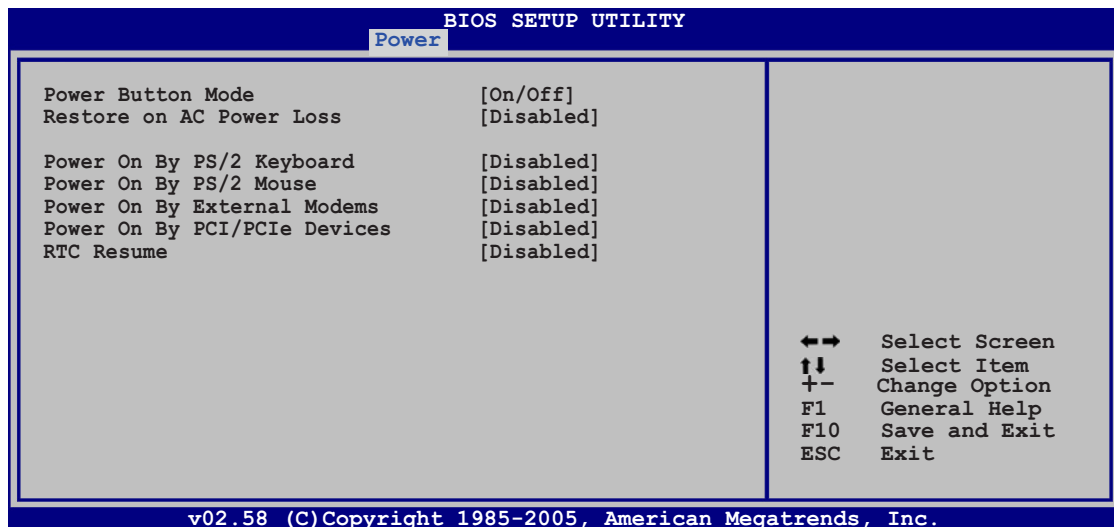 BIOS SETUP UTILITY
Power
Power Button Mode [On/Off]
Restore on AC Power Loss [Disabled]
Power On By PS/2 Keyboard [Disabled]
Power On By PS/2 Mouse [Disabled]
Power On By External Modems [Disabled]
Power On By PCI/PCIe Devices [Disabled]
RTC Resume [Disabled]
←→ Select Screen
↑↓ Select Item
+- Change Option
F1 General Help
F10 Save and Exit
ESC Exit
v02.58 (C)Copyright 1985-2005, American Megatrends, Inc.